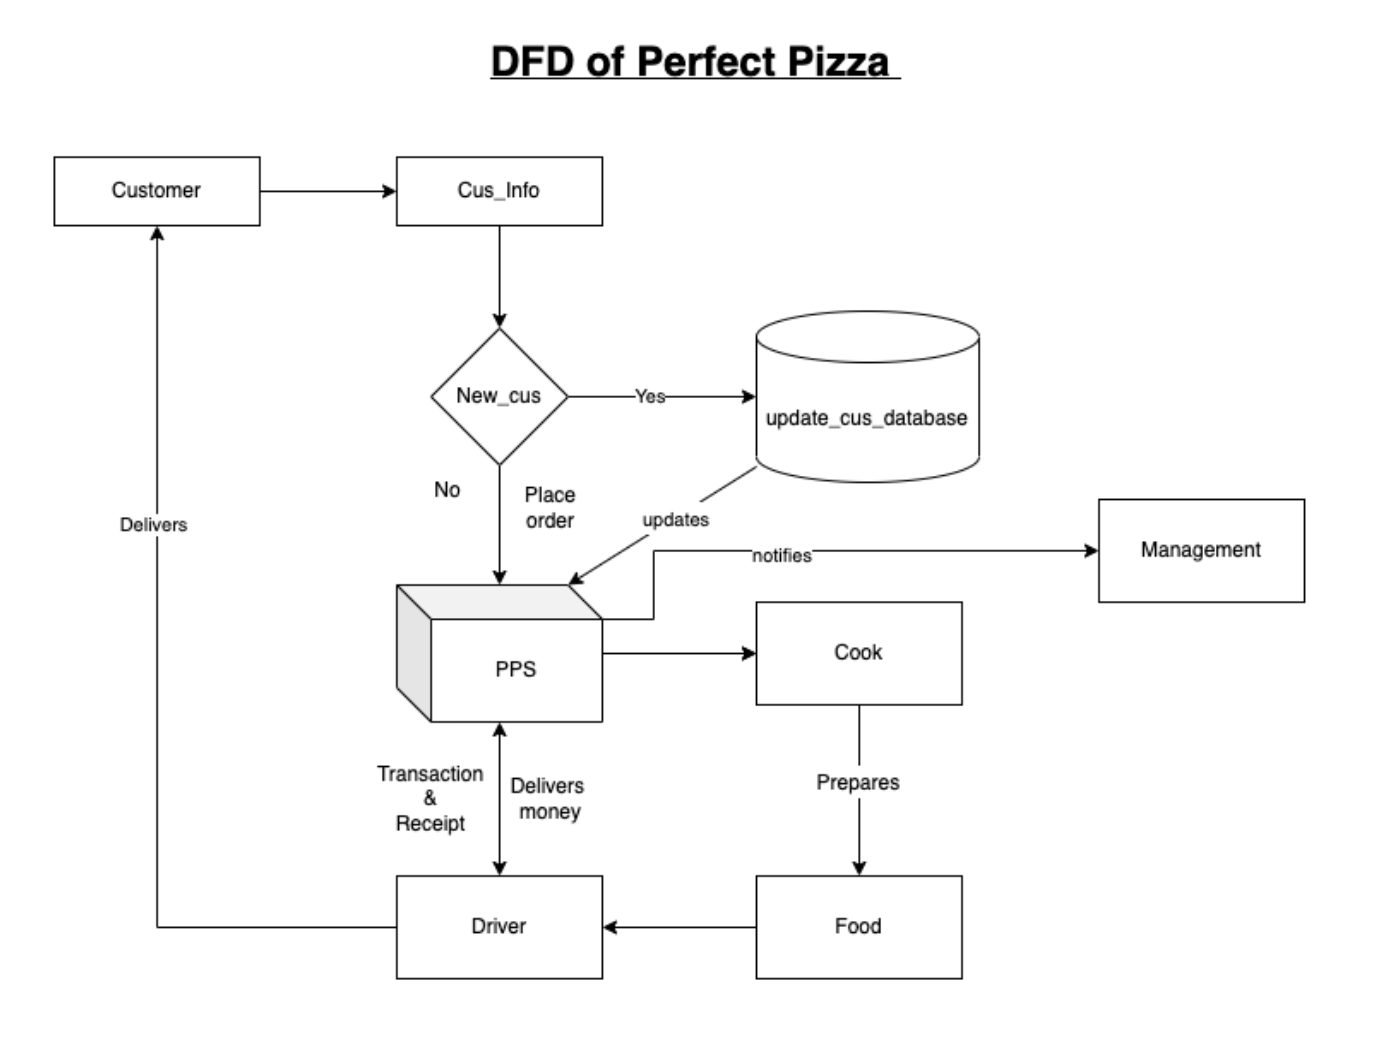 DFD of Perfect Pizza
Customer
Cus_Info
New_cus
Yes
update_cus_database
No
Place
order
updates
Delivers
notifies
Management
PPS
Cook
Transaction
&
Receipt
Delivers
money
Prepares
Driver
Food